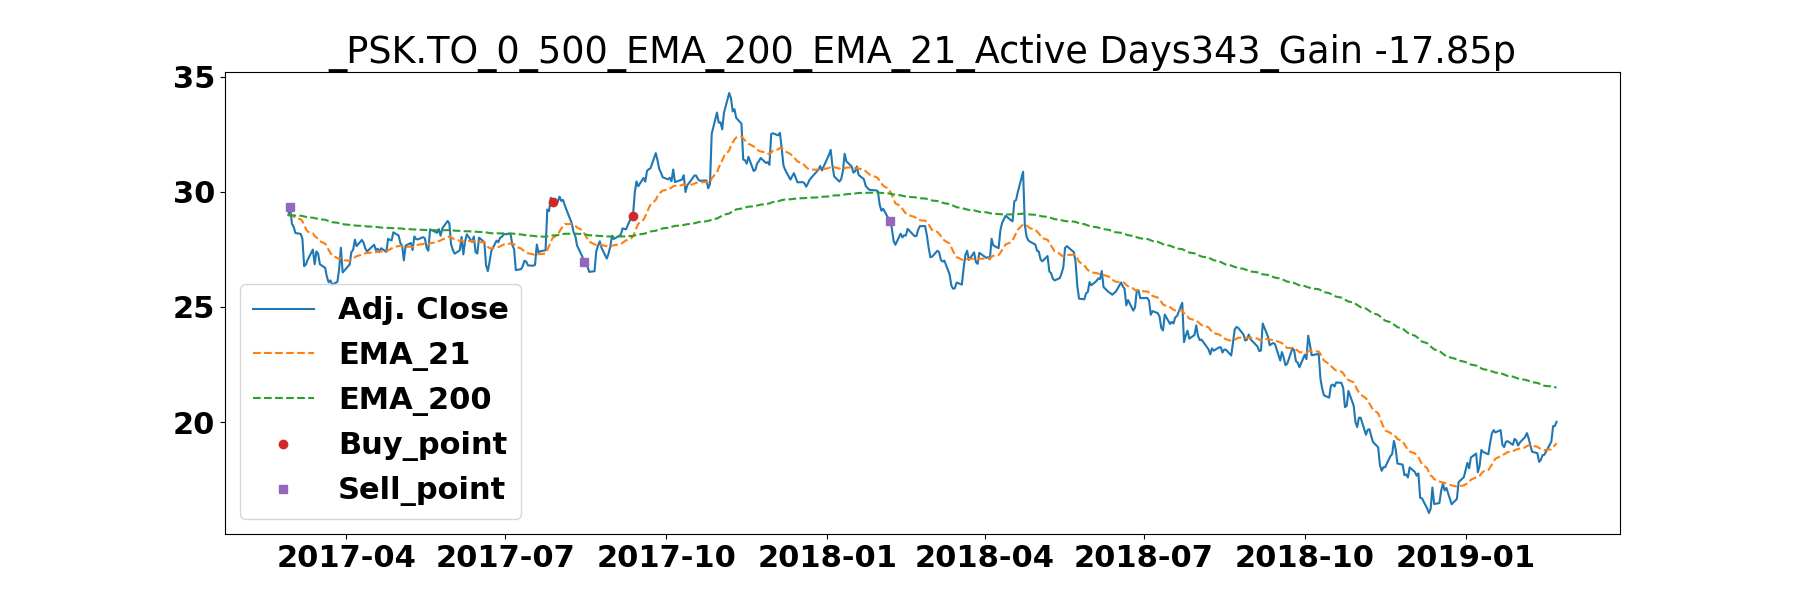 _PSK.TO_0_500_EMA_200_EMA_21_Active Days343_Gain -17.85p
35
30
25
20
Adj. Close
EMA_21
EMA_200
Buy_point
Sell_point
2017-04 2017-07 2017-10 2018-01 2018-04 2018-07 2018-10 2019-01